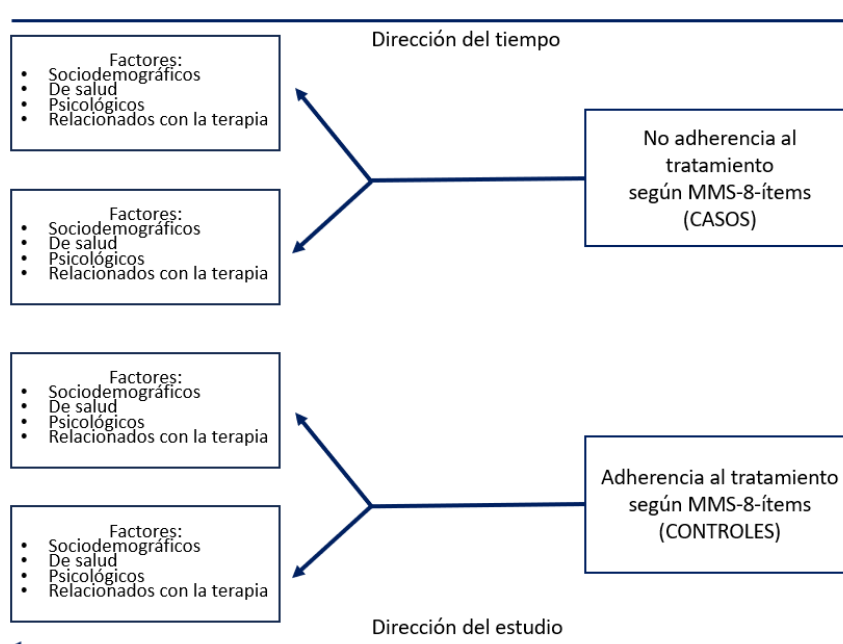 Dirección del tiempo
Factores:
• Sociodemográficos
• De salud
• Psicológicos
• Relacionados con la terapia
No adherencia al
tratamiento
según MMS-8-ítems
(CASOS)
Factores:
• Sociodemográficos
• De salud
• Psicológicos
• Relacionados con la terapia
Factores:
• Sociodemográficos
• De salud
• Psicológicos
• Relacionados con la terapia
Adherencia al tratamiento
según MMS-8-ítems
(CONTROLES)
Factores:
• Sociodemográficos
• De salud
• Psicológicos
• Relacionados con la terapia
Dirección del estudio